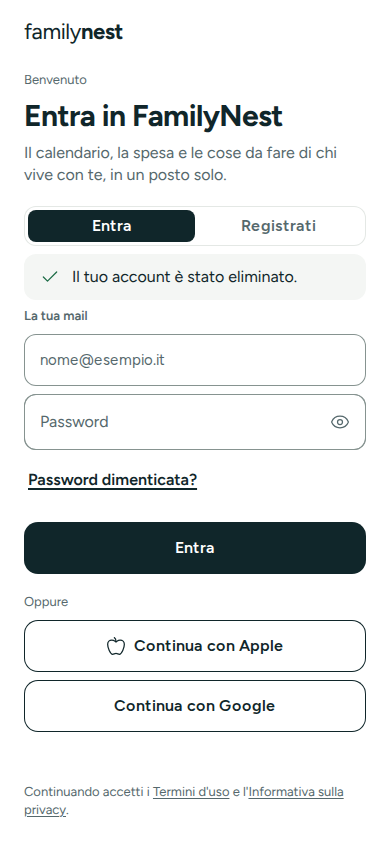 familynest
Benvenuto
Entra in FamilyNest
Il calendario, la spesa e le cose da fare di chi
vive con te, in un posto solo.
Entra
Registrati
Il tuo account è stato eliminato.
La tua mail
nome@esempio.it
Password
Password dimenticata?
Entra
Oppure
Continua con Apple
Continua con Google
Continuando accetti i Termini d'uso e l'Informativa sulla
privacy.